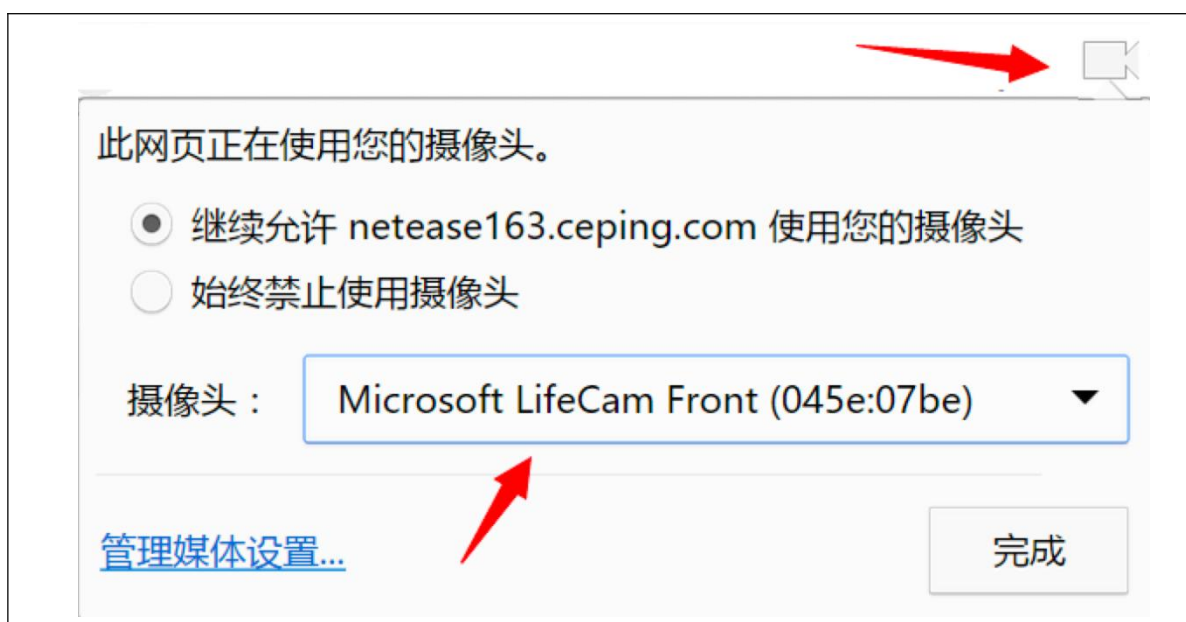 此网页正在使用您的摄像头。
继续允许 netease163.ceping.com 使用您的摄像头
始终禁止使用摄像头
摄像头： Microsoft LifeCam Front (045e:07be)
管理媒体设置... 完成